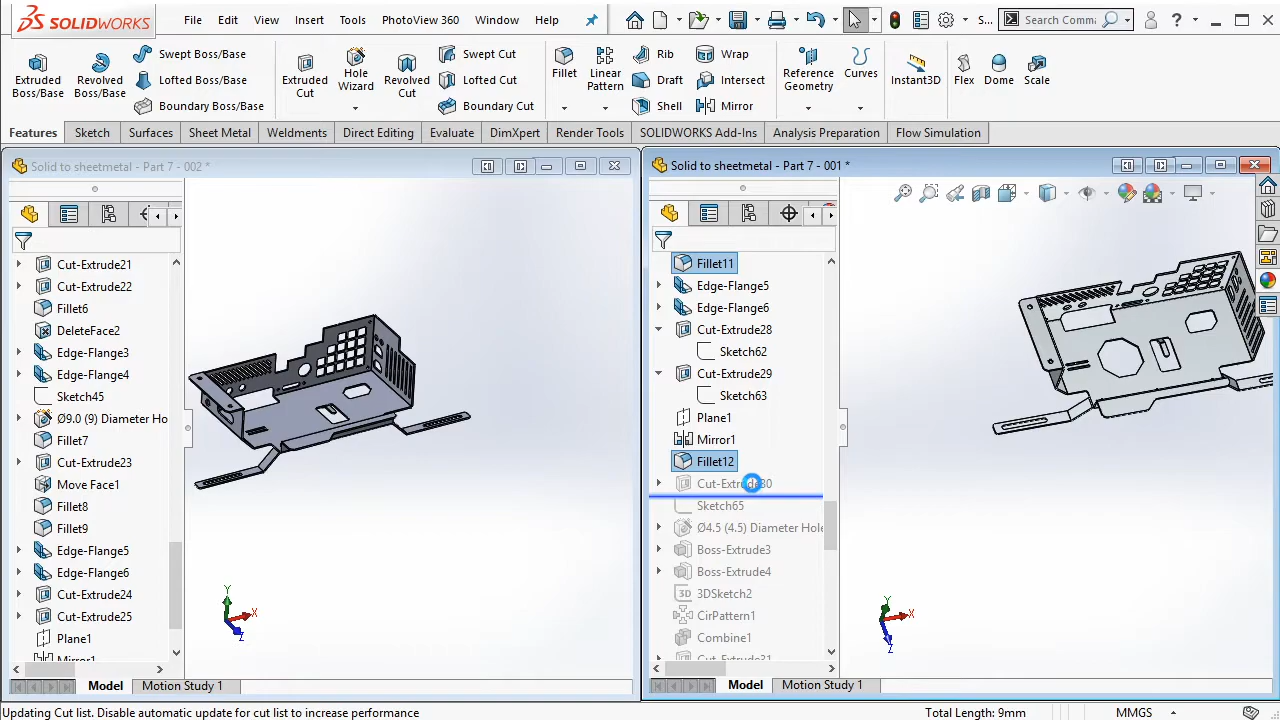 SOLIDWORKS
File Edit View Insert Tools PhotoView 360 Window Help
S...
Search Comma
Extruded Boss/Base
Revolved Boss/Base
Swept Boss/Base
Lofted Boss/Base
Boundary Boss/Base
Extruded Cut
Hole Wizard
Revolved Cut
Swept Cut
Lofted Cut
Boundary Cut
Fillet
Linear Pattern
Rib
Draft
Shell
Wrap
Intersect
Mirror
Reference Geometry
Curves
Instant3D
Flex
Dome
Scale
Features Sketch Surfaces Sheet Metal Weldments Direct Editing Evaluate DimXpert Render Tools SOLIDWORKS Add-Ins Analysis Preparation Flow Simulation
Solid to sheetmetal - Part 7 - 002 *
Cut-Extrude21
Cut-Extrude22
Fillet6
DeleteFace2
Edge-Flange3
Edge-Flange4
Sketch45
Ø9.0 (9) Diameter Ho
Fillet7
Cut-Extrude23
Move Face1
Fillet8
Fillet9
Edge-Flange5
Edge-Flange6
Cut-Extrude24
Cut-Extrude25
Plane1
Mirror1
Y
X
Z
Model Motion Study 1
Solid to sheetmetal - Part 7 - 001 *
Fillet11
Edge-Flange5
Edge-Flange6
Cut-Extrude28
Sketch62
Cut-Extrude29
Sketch63
Plane1
Mirror1
Fillet12
Cut-Extrude30
Sketch65
Ø4.5 (4.5) Diameter Hole
Boss-Extrude3
Boss-Extrude4
3D 3DSketch2
CirPattern1
Combine1
Cut-Extrude31
Y
X
Z
Model Motion Study 1
Updating Cut list. Disable automatic update for cut list to increase performance
Total Length: 9mm
MMGS